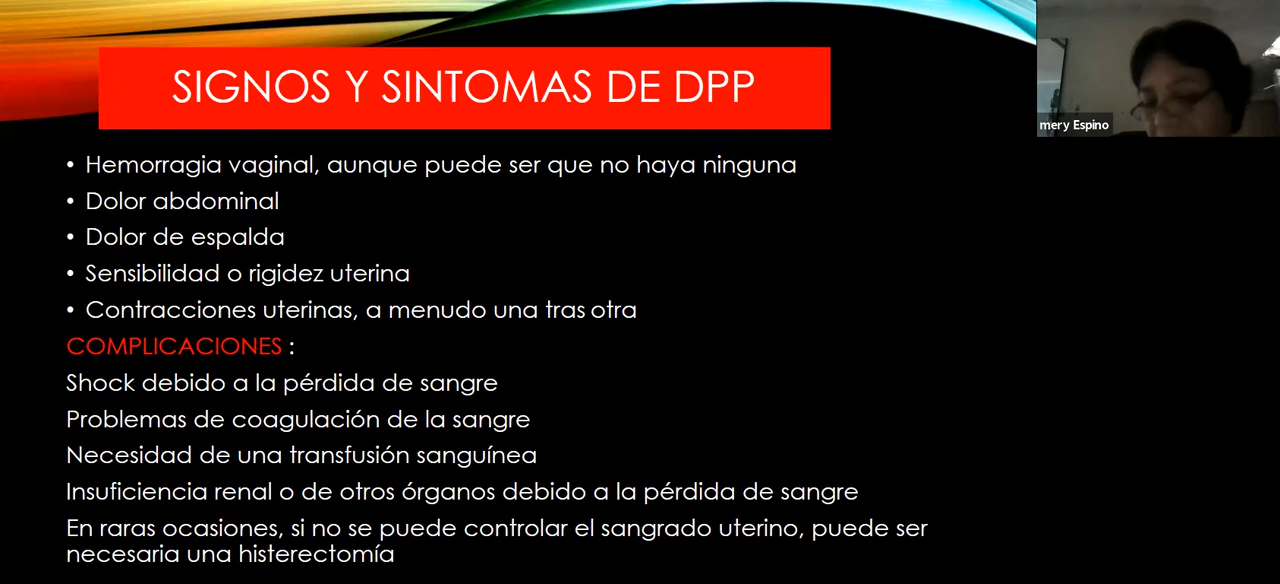 SIGNOS Y SINTOMAS DE DPP
mery Espino
• Hemorragia vaginal, aunque puede ser que no haya ninguna
• Dolor abdominal
• Dolor de espalda
• Sensibilidad o rigidez uterina
• Contracciones uterinas, a menudo una tras otra
COMPLICACIONES :
Shock debido a la pérdida de sangre
Problemas de coagulación de la sangre
Necesidad de una transfusión sanguínea
Insuficiencia renal o de otros órganos debido a la pérdida de sangre
En raras ocasiones, si no se puede controlar el sangrado uterino, puede ser
necesaria una histerectomía